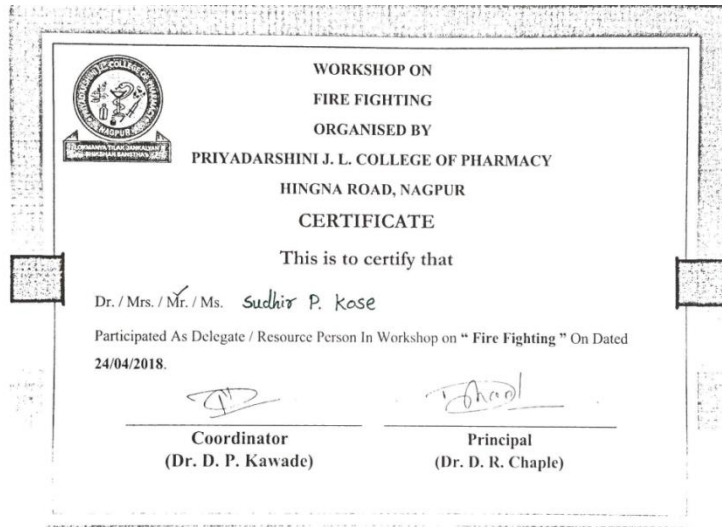 WORKSHOP ON
FIRE FIGHTING
ORGANISED BY
PRIYADARSHINI J. L. COLLEGE OF PHARMACY
HINGNA ROAD, NAGPUR
CERTIFICATE
This is to certify that
Dr. / Mrs. / Mr. / Ms. Sudhir P. Kose
Participated As Delegate / Resource Person In Workshop on “ Fire Fighting ” On Dated
24/04/2018.
Coordinator
(Dr. D. P. Kawade)
Principal
(Dr. D. R. Chaple)